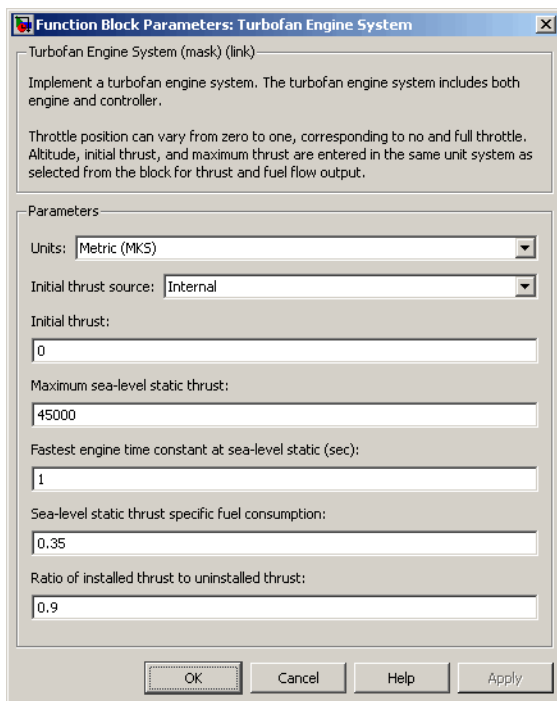 Function Block Parameters: Turbofan Engine System
Turbofan Engine System (mask) (link)
Implement a turbofan engine system. The turbofan engine system includes both
engine and controller.
Throttle position can vary from zero to one, corresponding to no and full throttle.
Altitude, initial thrust, and maximum thrust are entered in the same unit system as
selected from the block for thrust and fuel flow output.
Parameters
Units: Metric (MKS)
Initial thrust source: Internal
Initial thrust:
0
Maximum sea-level static thrust:
45000
Fastest engine time constant at sea-level static (sec):
1
Sea-level static thrust specific fuel consumption:
0.35
Ratio of installed thrust to uninstalled thrust:
0.9
OK Cancel Help Apply